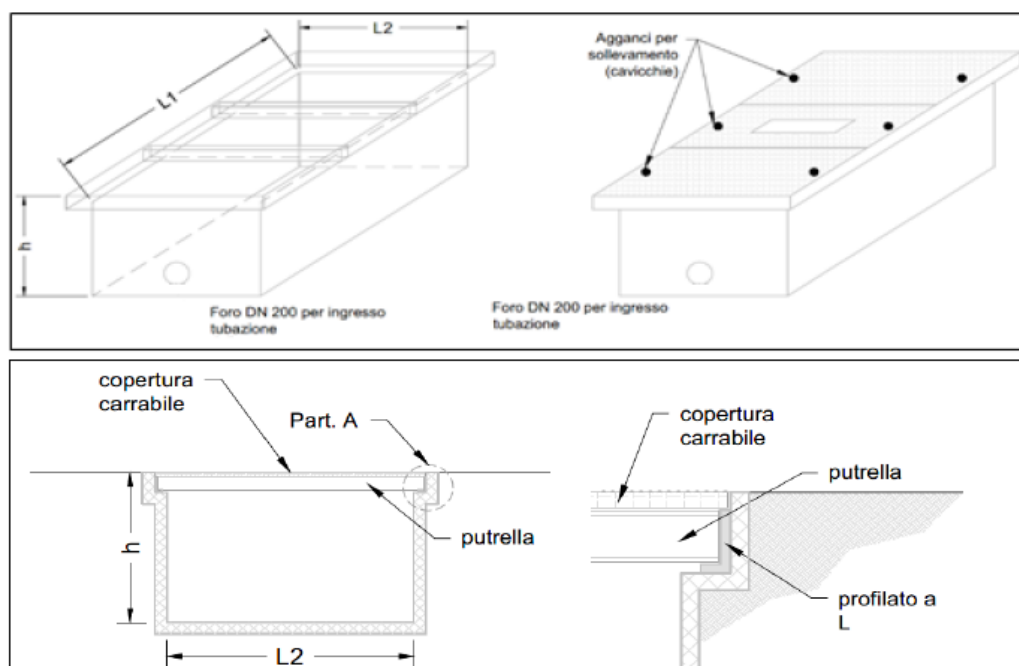 L2
L1
h
Agganci per
sollevamento
(cavicchie)
Foro DN 200 per ingresso
tubazione
Foro DN 200 per ingresso
tubazione
copertura
carrabile
Part. A
putrella
h
L2
copertura
carrabile
putrella
profilato a
L